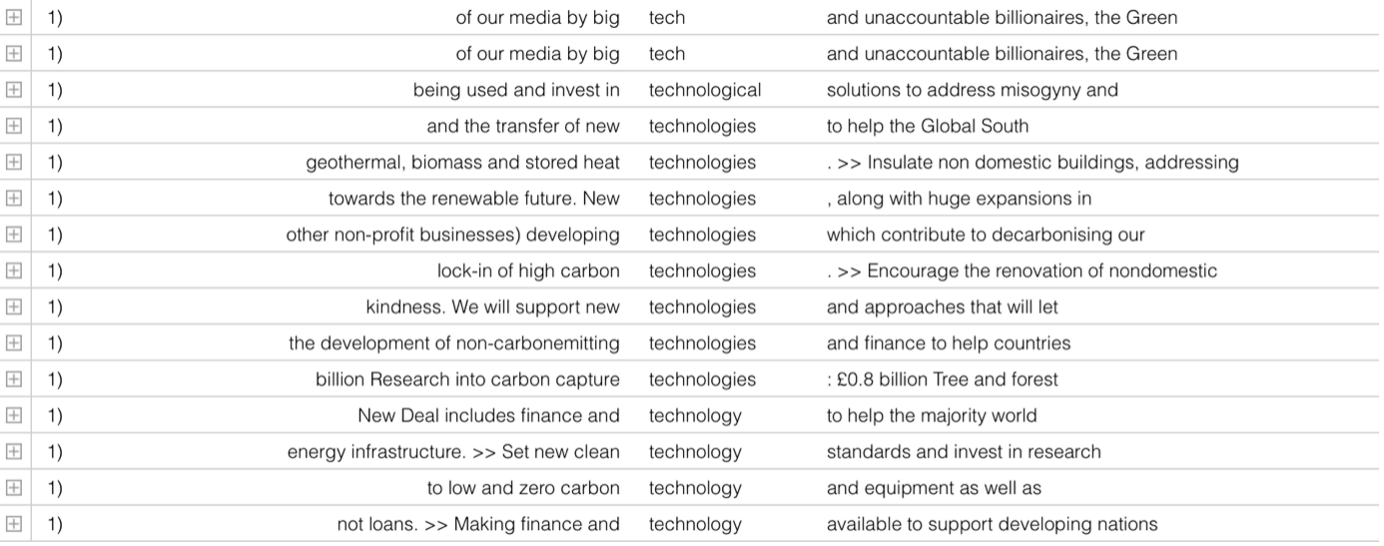 1) of our media by big tech and unaccountable billionaires, the Green
1) of our media by big tech and unaccountable billionaires, the Green
1) being used and invest in technological solutions to address misogyny and
1) and the transfer of new technologies to help the Global South
1) geothermal, biomass and stored heat technologies . >> Insulate non domestic buildings, addressing
1) towards the renewable future. New technologies , along with huge expansions in
1) other non-profit businesses) developing technologies which contribute to decarbonising our
1) lock-in of high carbon technologies . >> Encourage the renovation of nondomestic
1) kindness. We will support new technologies and approaches that will let
1) the development of non-carbonemitting technologies and finance to help countries
1) billion Research into carbon capture technologies : £0.8 billion Tree and forest
1) New Deal includes finance and technology to help the majority world
1) energy infrastructure. >> Set new clean technology standards and invest in research
1) to low and zero carbon technology and equipment as well as
1) not loans. >> Making finance and technology available to support developing nations